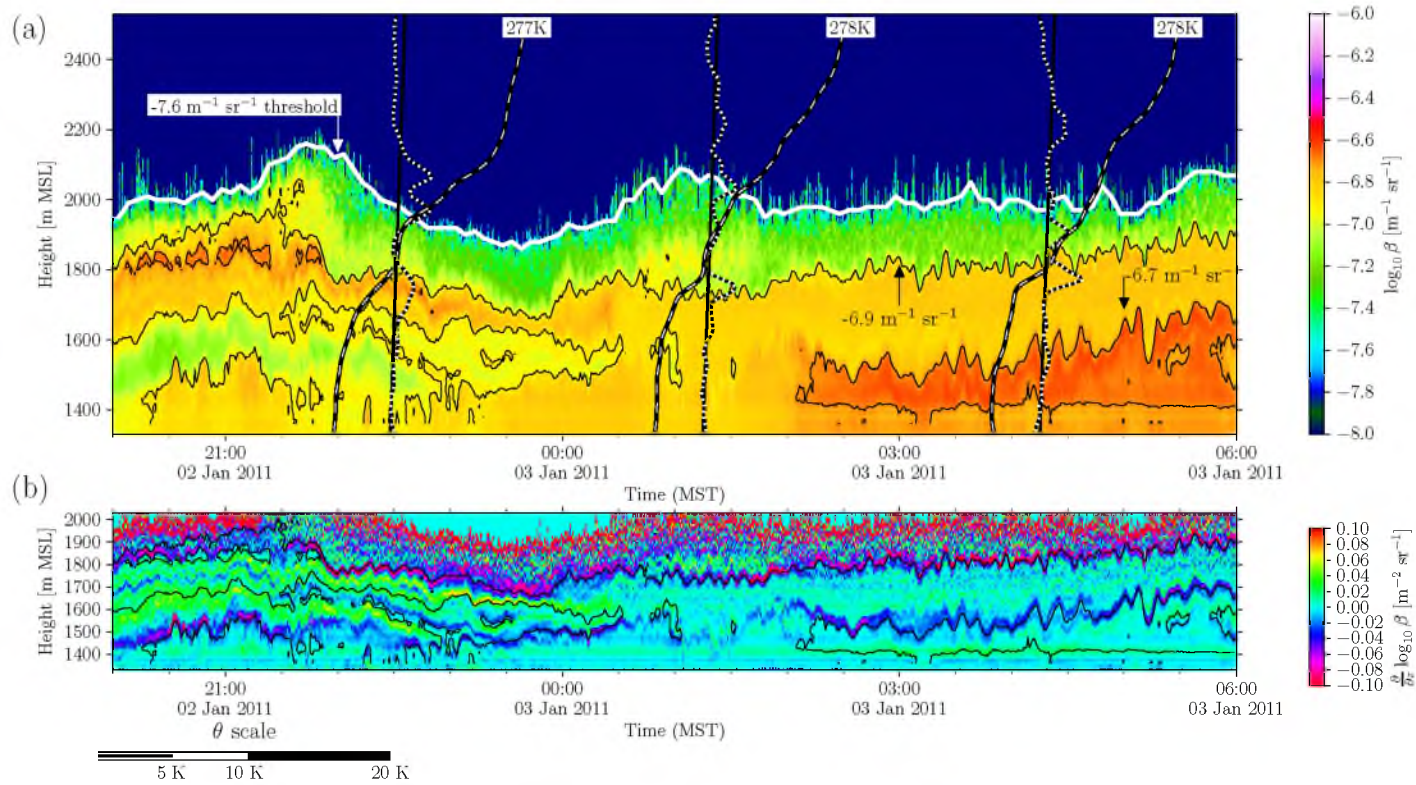 (a)
277K
278K
278K
-7.6 m⁻¹ sr⁻¹ threshold
-6.9 m⁻¹ sr⁻¹
-6.7 m⁻¹ sr⁻
Height [m MSL]
2400
2200
2000
1800
1600
1400
21:00
02 Jan 2011
00:00
03 Jan 2011
03:00
03 Jan 2011
06:00
03 Jan 2011
Time (MST)
−6.0
−6.2
−6.4
−6.6
−6.8
−7.0
−7.2
−7.4
−7.6
−7.8
−8.0
log₁₀ β [m⁻¹ sr⁻¹]
(b)
Height [m MSL]
2000
1900
1800
1700
1600
1500
1400
21:00
02 Jan 2011
00:00
03 Jan 2011
03:00
03 Jan 2011
06:00
03 Jan 2011
Time (MST)
0.10
0.08
0.06
0.04
0.02
0.00
−0.02
−0.04
−0.06
−0.08
−0.10
∂/∂z log₁₀ β [m⁻² sr⁻¹]
θ scale
5 K 10 K 20 K